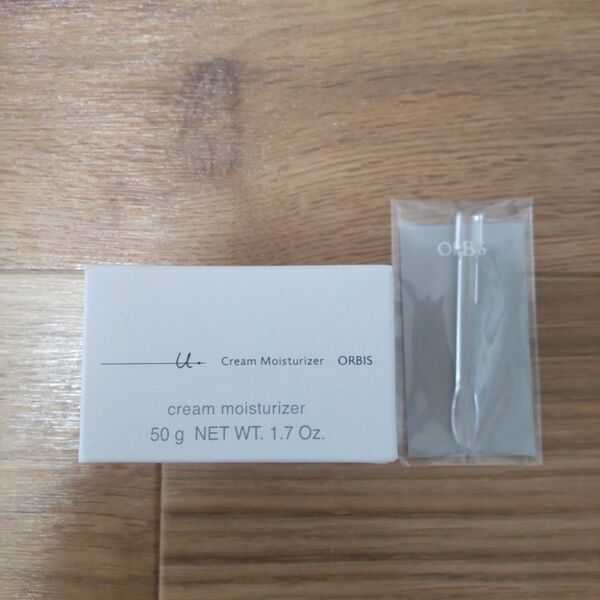 u. Cream Moisturizer ORBIS
cream moisturizer
50 g NET WT. 1.7 Oz.
ORBIS